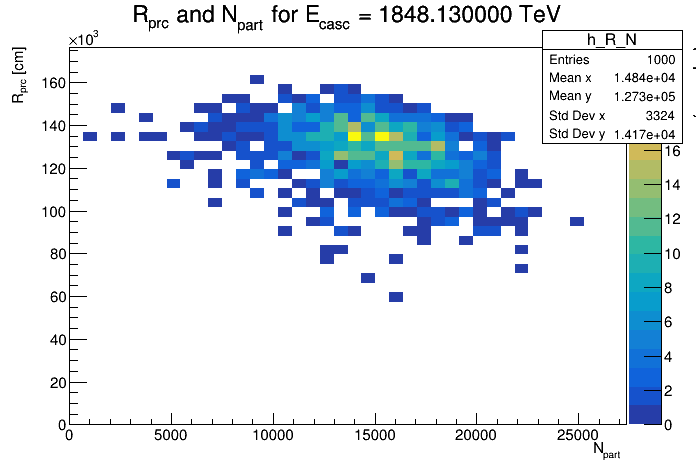 R_prc and N_part for E_casc = 1848.130000 TeV
×10³
R_prc [cm]
h_R_N
Entries 1000
Mean x 1.484e+04
Mean y 1.273e+05
Std Dev x 3324
Std Dev y 1.417e+04
160
140
120
100
80
60
40
20
0
16
14
12
10
8
6
4
2
0
0 5000 10000 15000 20000 25000
N_part